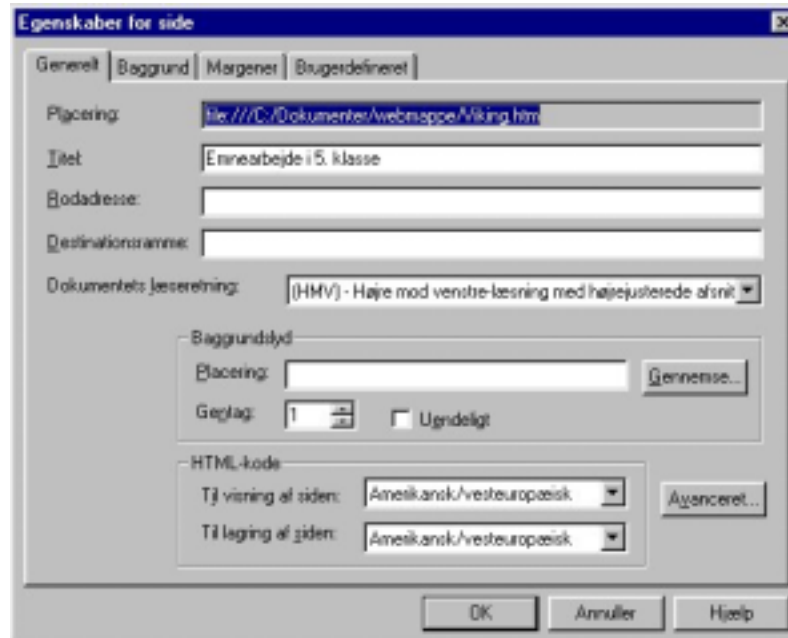 Egenskaber for side
Generelt Baggrund Margener Brugerdefineret
Placering: file:///C:/Dokumenter/webmappe/Viking.htm
Titel: Emnearbejde i 5. klasse
Rodadresse:
Destinationsramme:
Dokumentets læseretning: (HMV) - Højre mod venstre-læsning med højrejusterede afsnit
Baggrundslyd
Placering: Gennemse...
Gentag: 1 Uendeligt
HTML-kode
Til visning af siden: Amerikansk/vesteuropæisk Avanceret...
Til lagring af siden: Amerikansk/vesteuropæisk
OK Annuller Hjælp